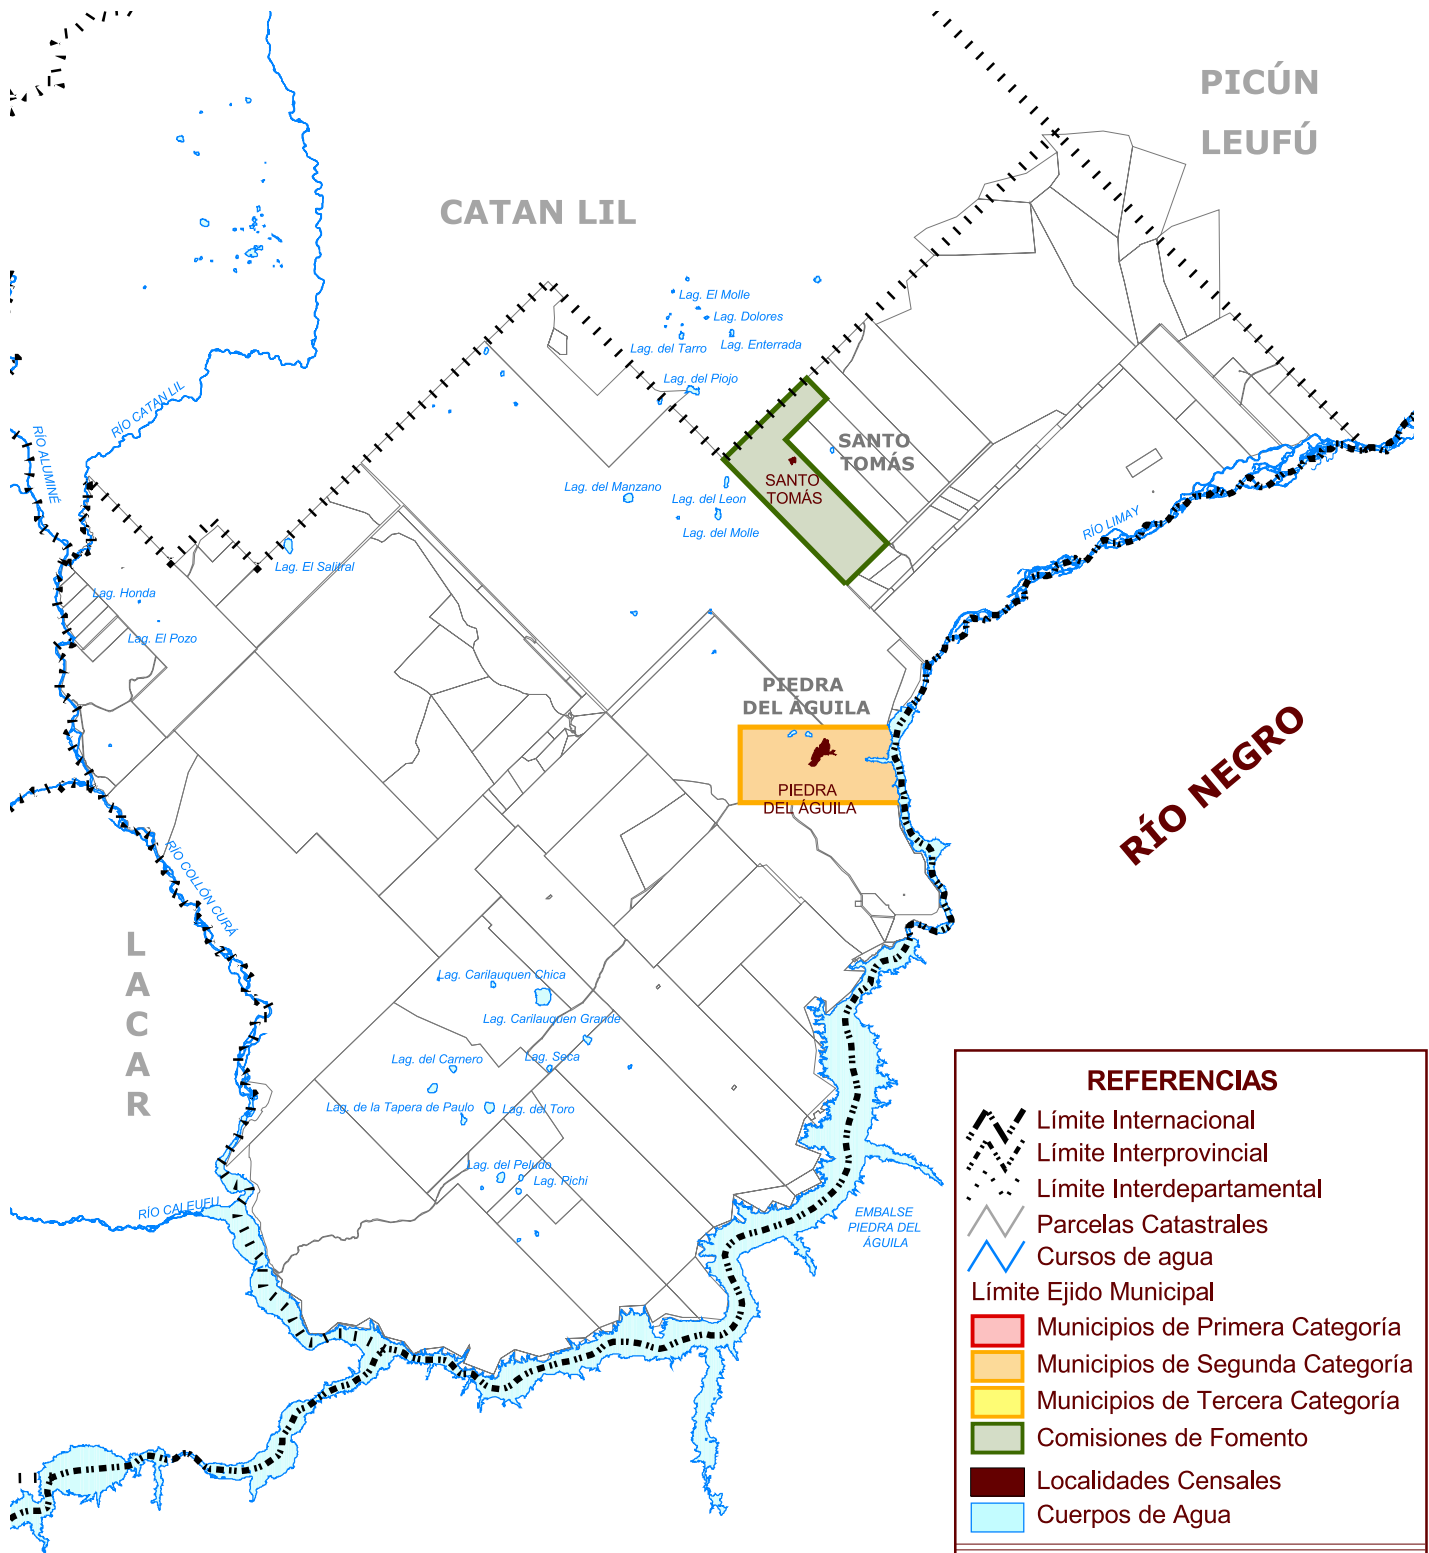 PICÚN
LEUFÚ
CATAN LIL
Lag. El Molle
Lag. Dolores
Lag. del Tarro
Lag. Enterrada
Lag. del Piojo
RÍO CATAN LIL
RÍO ALUMINÉ
SANTO
TOMÁS
SANTO
TOMÁS
Lag. del Manzano
Lag. del Leon
Lag. del Molle
RÍO LIMAY
Lag. El Salitral
Lag. Honda
Lag. El Pozo
PIEDRA
DEL ÁGUILA
PIEDRA
DEL ÁGUILA
RÍO NEGRO
RÍO COLLÓN CURÁ
L
A
C
A
R
Lag. Carilauquen Chica
Lag. Carilauquen Grande
Lag. del Carnero
Lag. Seca
Lag. de la Tapera de Paulo
Lag. del Toro
Lag. del Peludo
Lag. Pichi
RÍO CALEUFU
EMBALSE
PIEDRA DEL
ÁGUILA
REFERENCIAS
Límite Internacional
Límite Interprovincial
Límite Interdepartamental
Parcelas Catastrales
Cursos de agua
Límite Ejido Municipal
Municipios de Primera Categoría
Municipios de Segunda Categoría
Municipios de Tercera Categoría
Comisiones de Fomento
Localidades Censales
Cuerpos de Agua